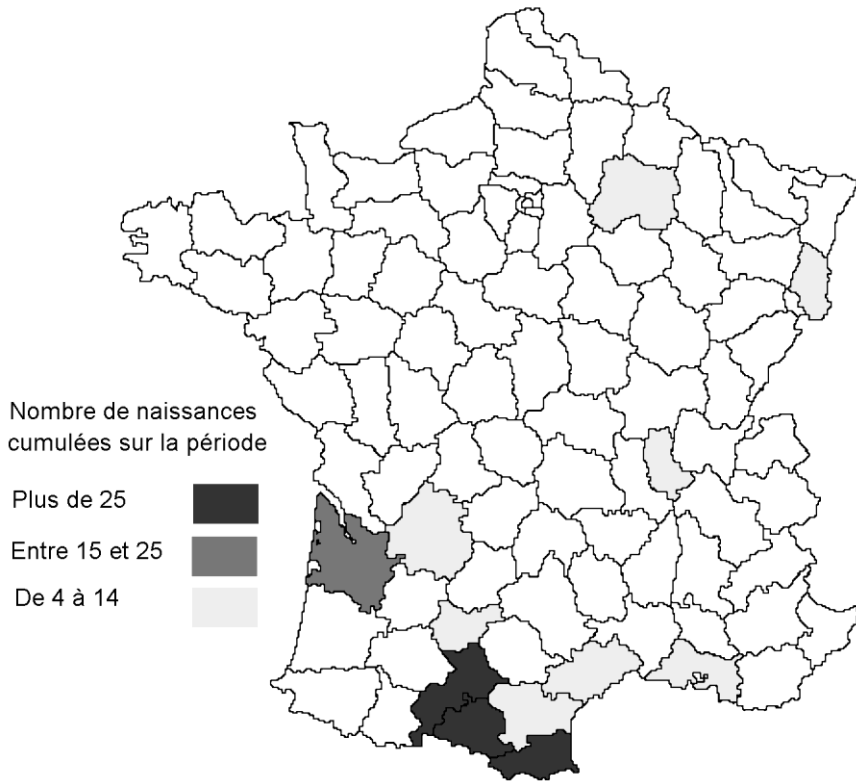 Nombre de naissances
cumulées sur la période
Plus de 25
Entre 15 et 25
De 4 à 14